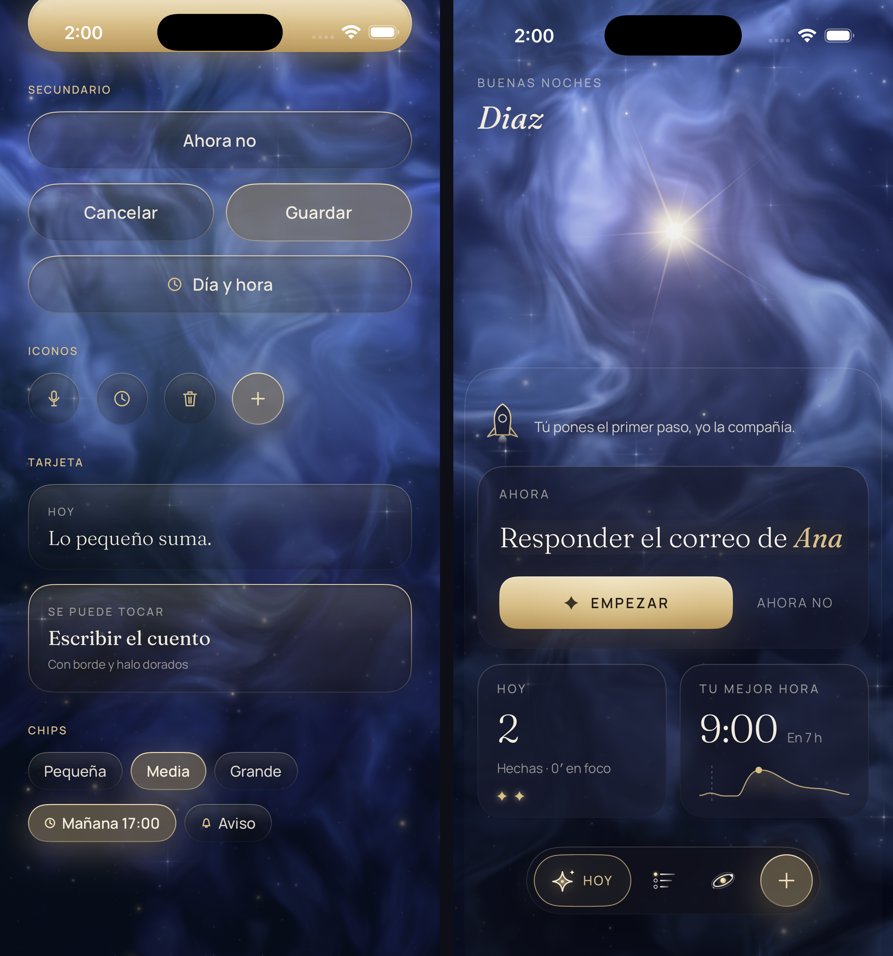 2:00
SECUNDARIO
Ahora no
Cancelar
Guardar
Día y hora
ICONOS
TARJETA
HOY
Lo pequeño suma.
SE PUEDE TOCAR
Escribir el cuento
Con borde y halo dorados
CHIPS
Pequeña
Media
Grande
Mañana 17:00
Aviso
2:00
BUENAS NOCHES
Diaz
Tú pones el primer paso, yo la compañía.
AHORA
Responder el correo de Ana
EMPEZAR
AHORA NO
HOY
2
Hechas · 0′ en foco
TU MEJOR HORA
9:00 En 7 h
HOY